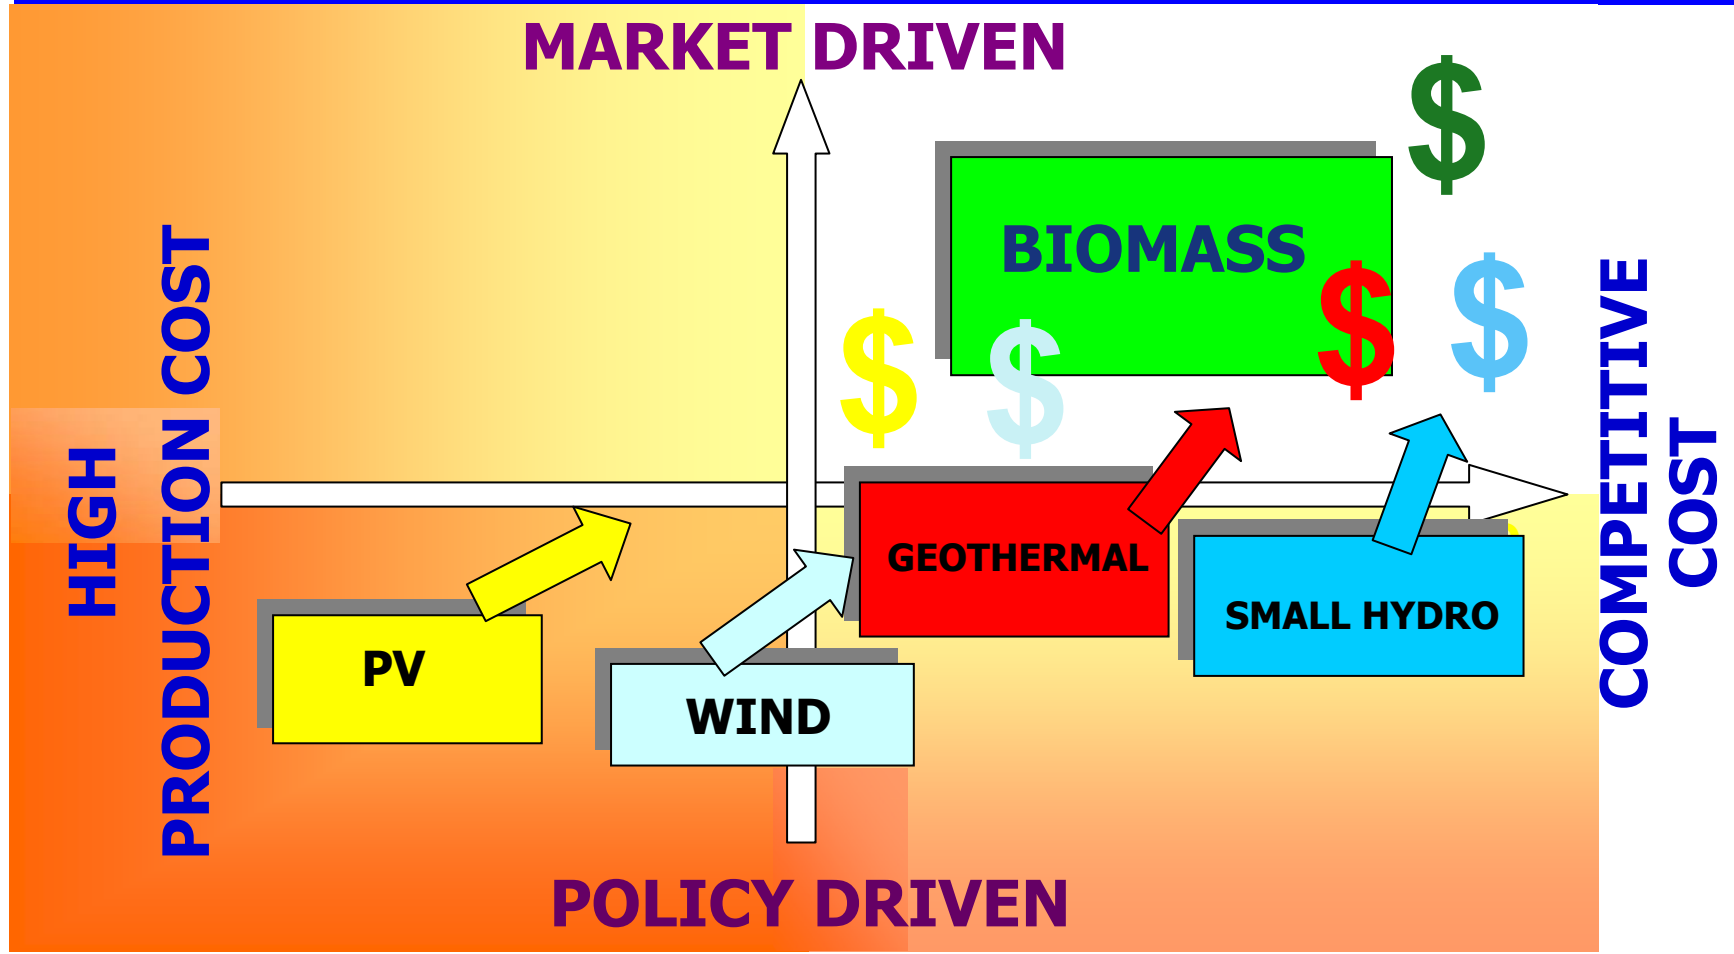 MARKET DRIVEN
$
BIOMASS
$
$
$
$
HIGH
PRODUCTION COST
COMPETITIVE
COST
GEOTHERMAL
SMALL HYDRO
PV
WIND
POLICY DRIVEN